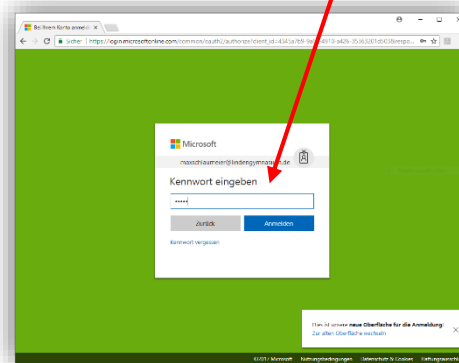 Bei Ihrem Konto anmeld
Sicher https://login.microsoftonline.com/common/oauth2/authorize?client_id=
Microsoft
maxschlaumeier@lindengymnasium.de
Kennwort eingeben
•••••
Zurück Anmelden
Kennwort vergessen
Dies ist unsere neue Oberfläche für die Anmeldung:
Zur alten Oberfläche wechseln
©2017 Microsoft Nutzungsbedingungen Datenschutz & Cookies